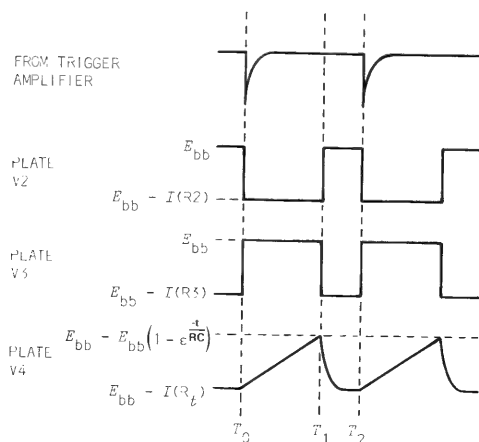 FROM TRIGGER
AMPLIFIER
PLATE
V2
E_bb
E_bb - I(R2)
PLATE
V3
E_bb
E_bb - I(R3)
PLATE
V4
E_bb - E_bb(1 - ε^(-t/RC))
E_bb - I(R_t)
T_0 T_1 T_2